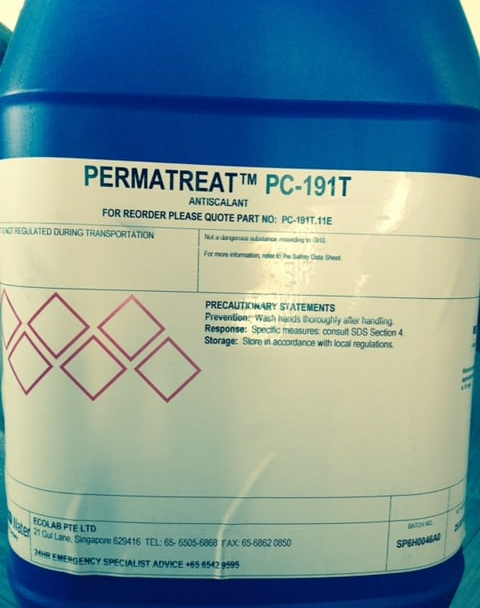 PERMATREAT™ PC-191T
ANTISCALANT
FOR REORDER PLEASE QUOTE PART NO: PC-191T.11E
NOT REGULATED DURING TRANSPORTATION
Not a dangerous substance according to GHS.
For more information, refer to the Safety Data Sheet.
PRECAUTIONARY STATEMENTS
Prevention: Wash hands thoroughly after handling.
Response: Specific measures: consult SDS Section 4.
Storage: Store in accordance with local regulations.
Water
ECOLAB PTE LTD
21 Gul Lane, Singapore 629416 TEL: 65- 6505-6868 FAX: 65-6862 0850
24HR EMERGENCY SPECIALIST ADVICE +65 6542 9595
BATCH NO.
SP6H0046A0